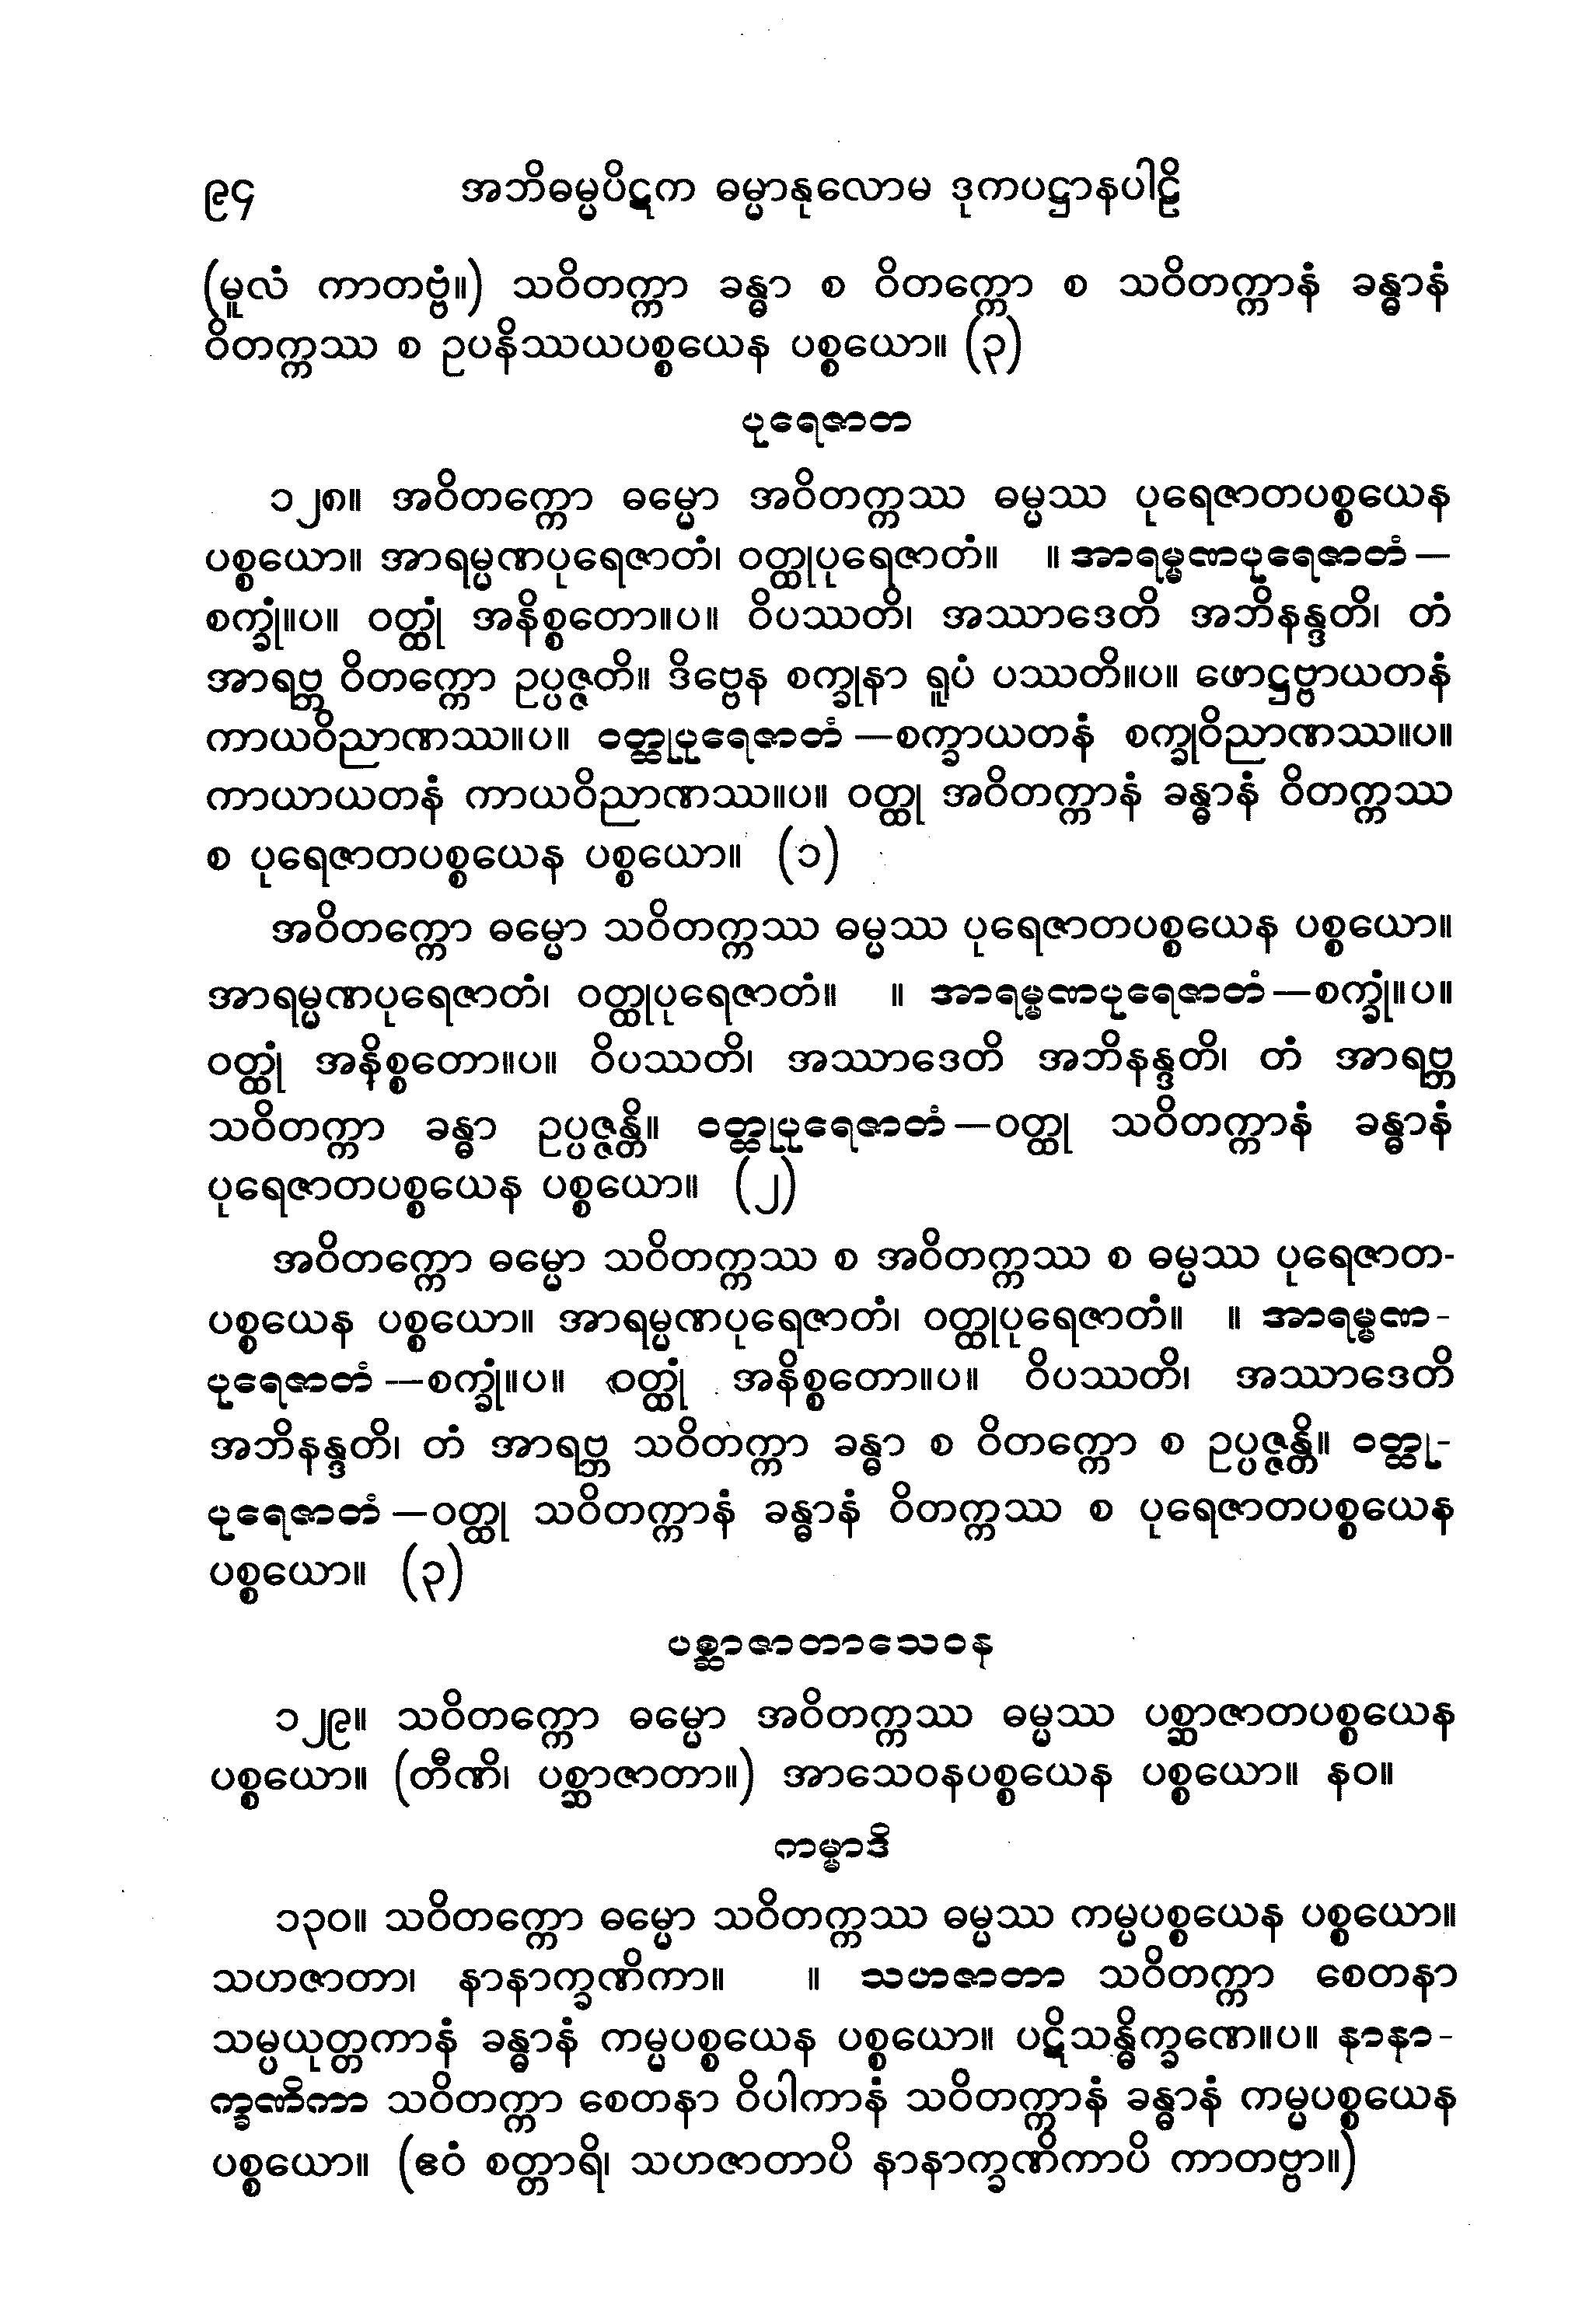 ၉၄ အဘိဓမ္မပိဋက ဓမ္မာနုလောမ ဒုကပဋ္ဌာနပါဠိ
(မူလံ ကာတဗ္ဗံ။) သဝိတက္ကာ ခန္ဓာ စ ဝိတက္ကော စ သဝိတက္ကာနံ ခန္ဓာနံ
ဝိတက္ကဿ စ ဥပနိဿယပစ္စယေန ပစ္စယော။ (၃)
ပုရေဇာတ
၁၂၈။ အဝိတက္ကော ဓမ္မော အဝိတက္ကဿ ဓမ္မဿ ပုရေဇာတပစ္စယေန
ပစ္စယော။ အာရမ္မဏပုရေဇာတံ၊ ဝတ္ထုပုရေဇာတံ။ ။ အာရမ္မဏပုရေဇာတံ—
စက္ခုံ။ပ။ ဝတ္ထုံ အနိစ္စတော။ပ။ ဝိပဿတိ၊ အဿာဒေတိ အဘိနန္ဒတိ၊ တံ
အာရဗ္ဘ ဝိတက္ကော ဥပ္ပဇ္ဇတိ။ ဒိဗ္ဗေန စက္ခုနာ ရူပံ ပဿတိ။ပ။ ဖောဋ္ဌဗ္ဗာယတနံ
ကာယဝိညာဏဿ။ပ။ ဝတ္ထုပုရေဇာတံ —စက္ခာယတနံ စက္ခုဝိညာဏဿ။ပ။
ကာယာယတနံ ကာယဝိညာဏဿ။ပ။ ဝတ္ထု အဝိတက္ကာနံ ခန္ဓာနံ ဝိတက္ကဿ
စ ပုရေဇာတပစ္စယေန ပစ္စယော။ (၁)
အဝိတက္ကော ဓမ္မော သဝိတက္ကဿ ဓမ္မဿ ပုရေဇာတပစ္စယေန ပစ္စယော။
အာရမ္မဏပုရေဇာတံ၊ ဝတ္ထုပုရေဇာတံ။ ။ အာရမ္မဏပုရေဇာတံ—စက္ခုံ။ပ။
ဝတ္ထုံ အနိစ္စတော။ပ။ ဝိပဿတိ၊ အဿာဒေတိ အဘိနန္ဒတိ၊ တံ အာရဗ္ဘ
သဝိတက္ကာ ခန္ဓာ ဥပ္ပဇ္ဇန္တိ။ ဝတ္ထုပုရေဇာတံ—ဝတ္ထု သဝိတက္ကာနံ ခန္ဓာနံ
ပုရေဇာတပစ္စယေန ပစ္စယော။ (၂)
အဝိတက္ကော ဓမ္မော သဝိတက္ကဿ စ အဝိတက္ကဿ စ ဓမ္မဿ ပုရေဇာတ-
ပစ္စယေန ပစ္စယော။ အာရမ္မဏပုရေဇာတံ၊ ဝတ္ထုပုရေဇာတံ။ ။ အာရမ္မဏ-
ပုရေဇာတံ —စက္ခုံ။ပ။ ဝတ္ထုံ အနိစ္စတော။ပ။ ဝိပဿတိ၊ အဿာဒေတိ
အဘိနန္ဒတိ၊ တံ အာရဗ္ဘ သဝိတက္ကာ ခန္ဓာ စ ဝိတက္ကော စ ဥပ္ပဇ္ဇန္တိ။ ဝတ္ထု-
ပုရေဇာတံ —ဝတ္ထု သဝိတက္ကာနံ ခန္ဓာနံ ဝိတက္ကဿ စ ပုရေဇာတပစ္စယေန
ပစ္စယော။ (၃)
ပစ္ဆာဇာတာသေဝန
၁၂၉။ သဝိတက္ကော ဓမ္မော အဝိတက္ကဿ ဓမ္မဿ ပစ္ဆာဇာတပစ္စယေန
ပစ္စယော။ (တီဏိ၊ ပစ္ဆာဇာတာ။) အာသေဝနပစ္စယေန ပစ္စယော။ နဝ။
ကမ္မာဒိ
၁၃၀။ သဝိတက္ကော ဓမ္မော သဝိတက္ကဿ ဓမ္မဿ ကမ္မပစ္စယေန ပစ္စယော။
သဟဇာတာ၊ နာနာက္ခဏိကာ။ ။ သဟဇာတာ သဝိတက္ကာ စေတနာ
သမ္ပယုတ္တကာနံ ခန္ဓာနံ ကမ္မပစ္စယေန ပစ္စယော။ ပဋိသန္ဓိက္ခဏေ။ပ။ နာနာ-
က္ခဏိကာ သဝိတက္ကာ စေတနာ ဝိပါကာနံ သဝိတက္ကာနံ ခန္ဓာနံ ကမ္မပစ္စယေန
ပစ္စယော။ (ဧဝံ စတ္တာရိ၊ သဟဇာတာပိ နာနာက္ခဏိကာပိ ကာတဗ္ဗာ။)